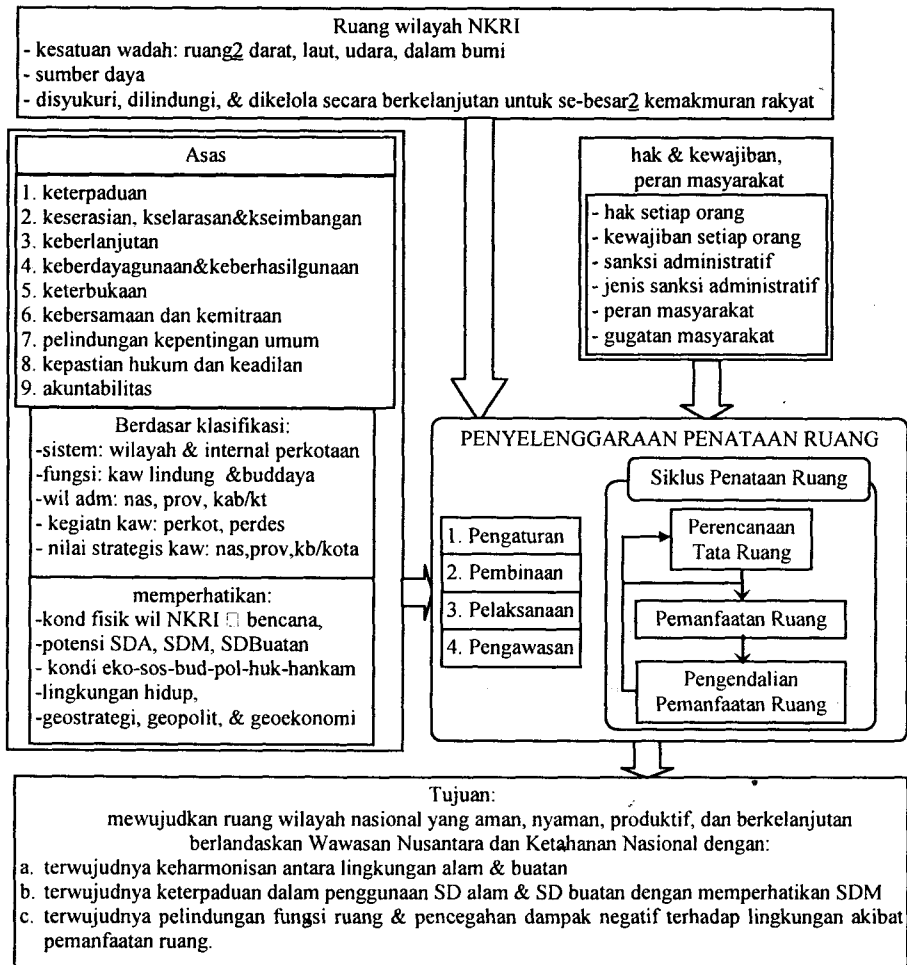 Ruang wilayah NKRI
- kesatuan wadah: ruang2 darat, laut, udara, dalam bumi
- sumber daya
- disyukuri, dilindungi, & dikelola secara berkelanjutan untuk se-besar2 kemakmuran rakyat
Asas
1. keterpaduan
2. keserasian, kselarasan&kseimbangan
3. keberlanjutan
4. keberdayagunaan&keberhasilgunaan
5. keterbukaan
6. kebersamaan dan kemitraan
7. pelindungan kepentingan umum
8. kepastian hukum dan keadilan
9. akuntabilitas
Berdasar klasifikasi:
-sistem: wilayah & internal perkotaan
-fungsi: kaw lindung &buddaya
-wil adm: nas, prov, kab/kt
- kegiatn kaw: perkot, perdes
- nilai strategis kaw: nas,prov,kb/kota
memperhatikan:
-kond fisik wil NKRI □ bencana,
-potensi SDA, SDM, SDBuatan
- kondi eko-sos-bud-pol-huk-hankam
-lingkungan hidup,
-geostrategi, geopolit, & geoekonomi
hak & kewajiban,
peran masyarakat
- hak setiap orang
- kewajiban setiap orang
- sanksi administratif
- jenis sanksi administratif
- peran masyarakat
- gugatan masyarakat
PENYELENGGARAAN PENATAAN RUANG
1. Pengaturan
2. Pembinaan
3. Pelaksanaan
4. Pengawasan
Siklus Penataan Ruang
Perencanaan
Tata Ruang
Pemanfaatan Ruang
Pengendalian
Pemanfaatan Ruang
Tujuan:
mewujudkan ruang wilayah nasional yang aman, nyaman, produktif, dan berkelanjutan
berlandaskan Wawasan Nusantara dan Ketahanan Nasional dengan:
a. terwujudnya keharmonisan antara lingkungan alam & buatan
b. terwujudnya keterpaduan dalam penggunaan SD alam & SD buatan dengan memperhatikan SDM
c. terwujudnya pelindungan fungsi ruang & pencegahan dampak negatif terhadap lingkungan akibat
pemanfaatan ruang.